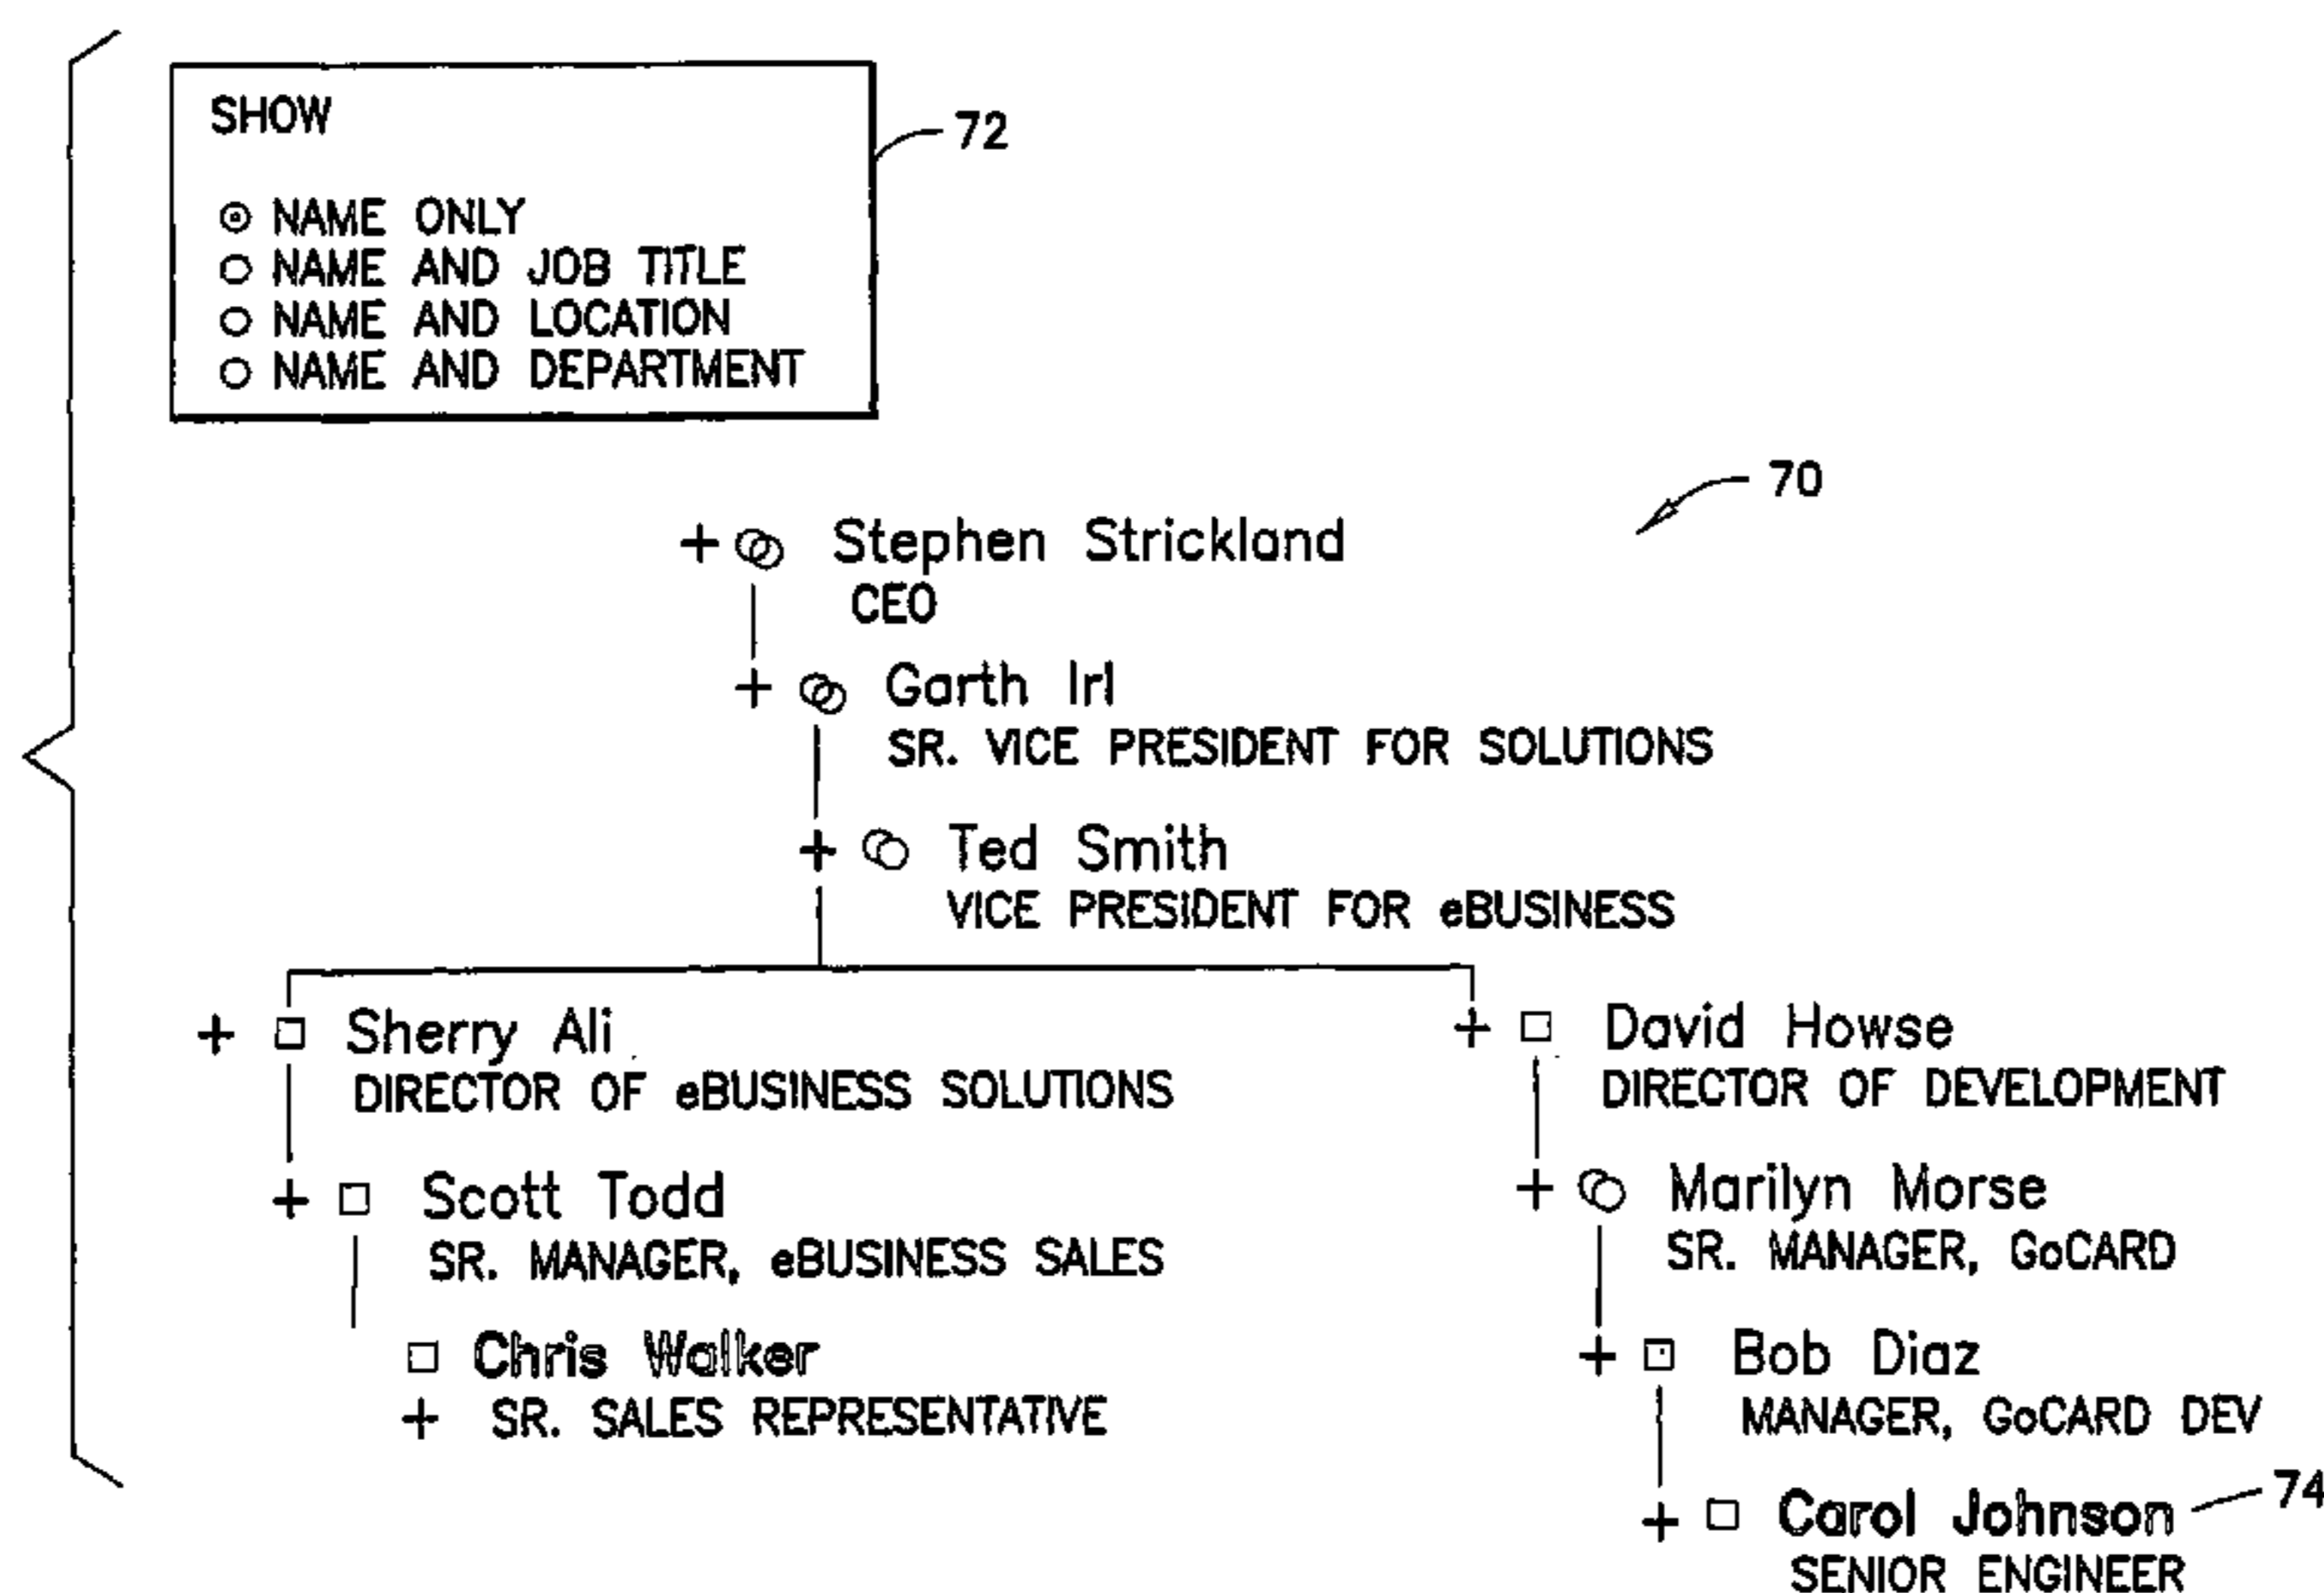 SHOW
72
NAME ONLY
NAME AND JOB TITLE
NAME AND LOCATION
NAME AND DEPARTMENT
70
+ Stephen Strickland
CEO
+ Garth Irl
SR. VICE PRESIDENT FOR SOLUTIONS
+ Ted Smith
VICE PRESIDENT FOR eBUSINESS
+ Sherry Ali
DIRECTOR OF eBUSINESS SOLUTIONS
+ Scott Todd
SR. MANAGER, eBUSINESS SALES
Chris Walker
+ SR. SALES REPRESENTATIVE
+ David Howse
DIRECTOR OF DEVELOPMENT
+ Marilyn Morse
SR. MANAGER, GoCARD
+ Bob Diaz
MANAGER, GoCARD DEV
+ Carol Johnson
74
SENIOR ENGINEER